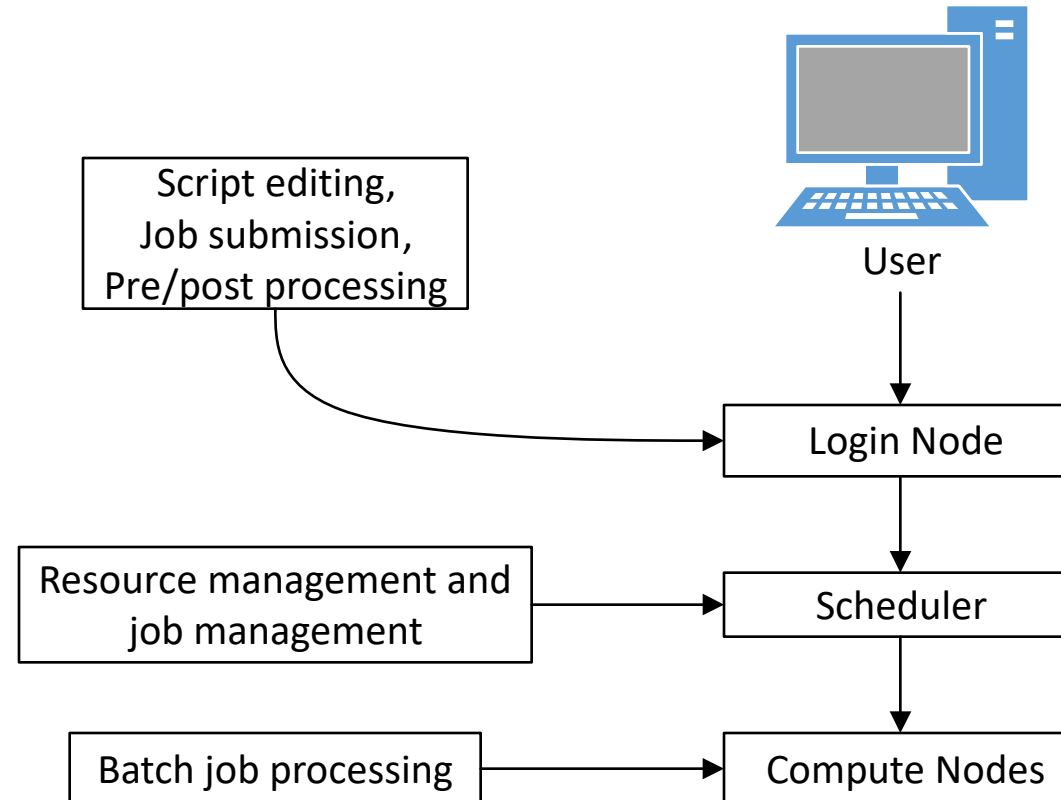 Script editing,
Job submission,
Pre/post processing
User
Login Node
Resource management and
job management
Scheduler
Batch job processing
Compute Nodes